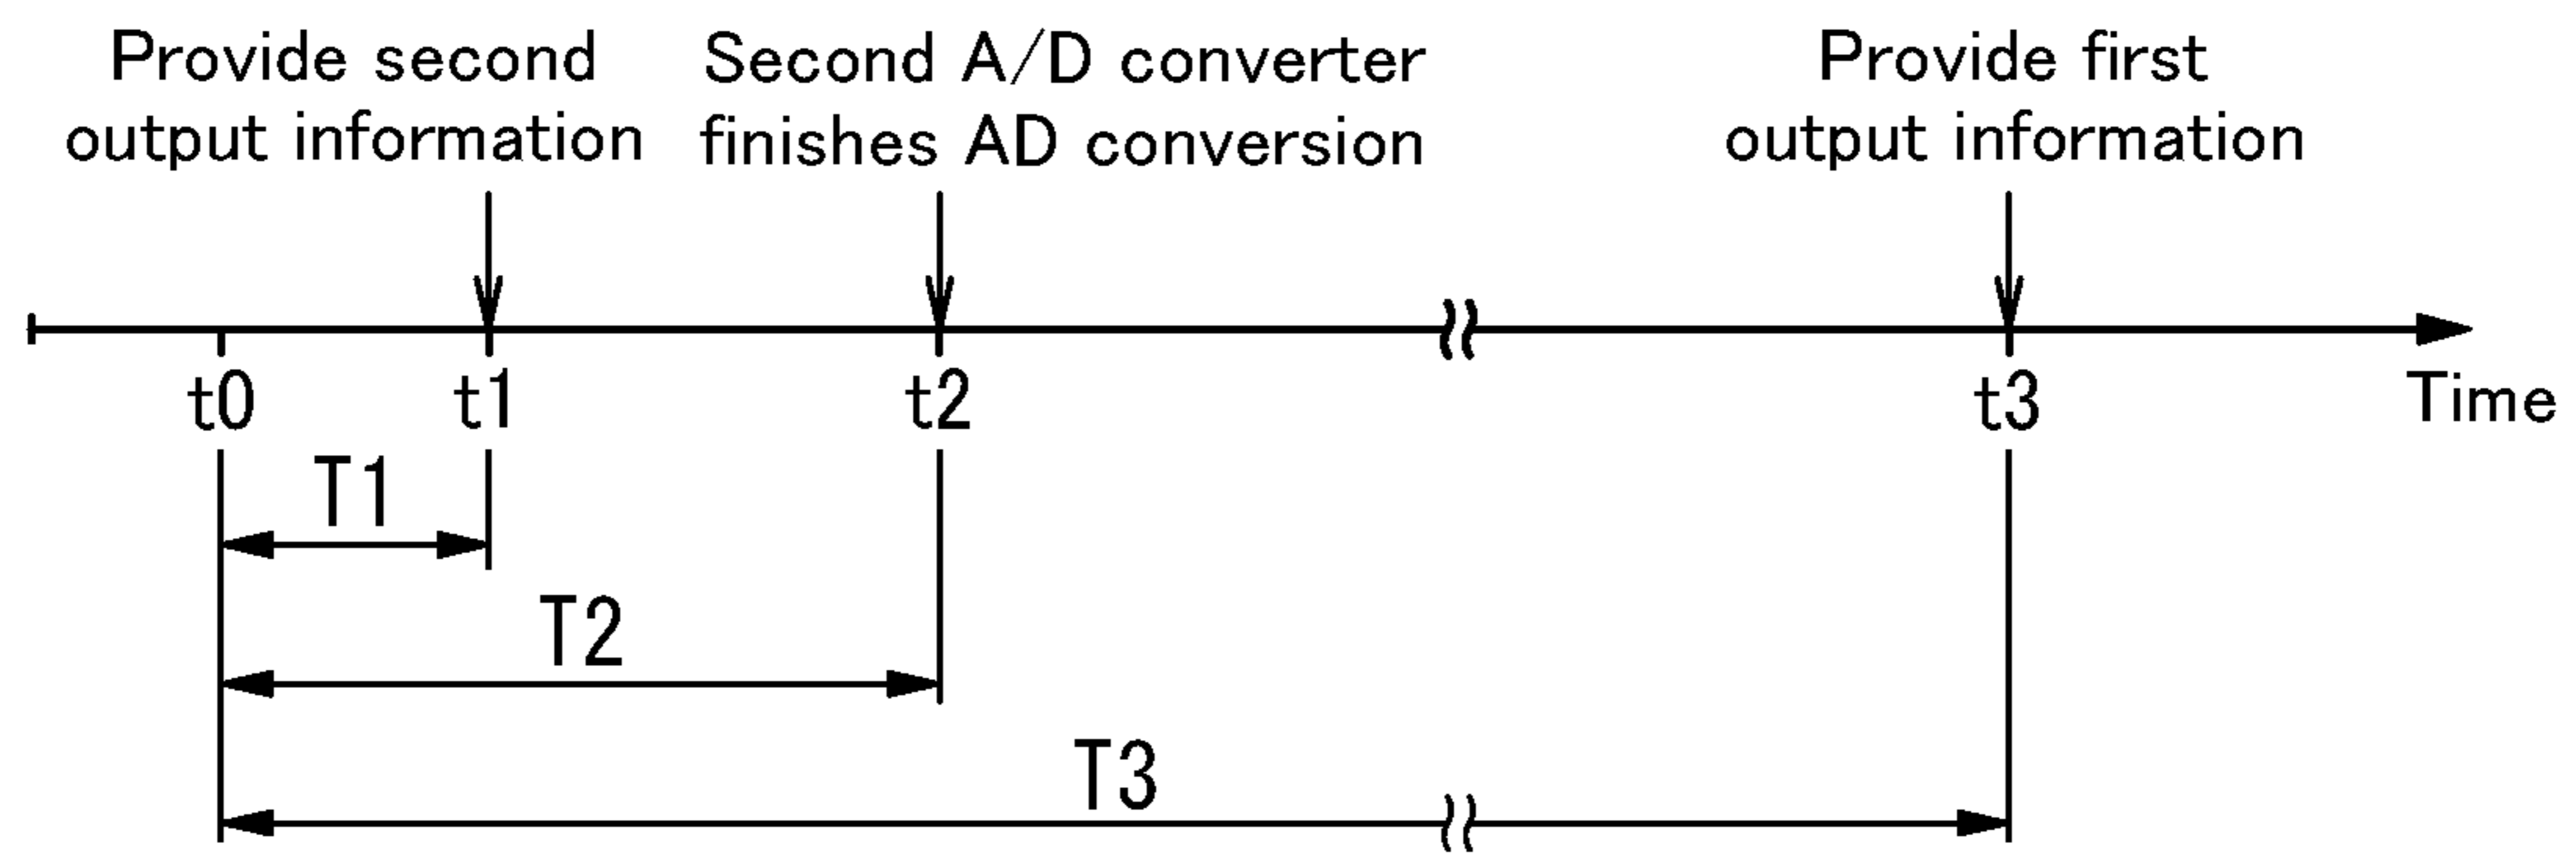 Provide second
output information
Second A/D converter
finishes AD conversion
Provide first
output information
t0
t1
t2
t3
Time
T1
T2
T3